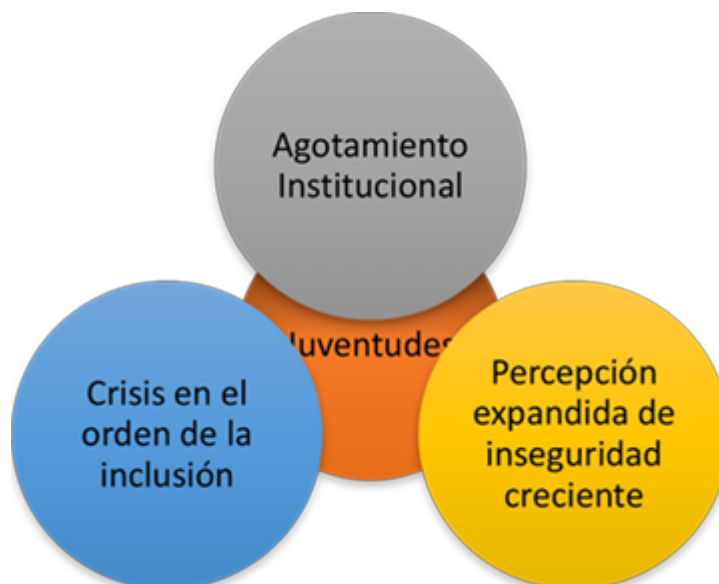 Agotamiento
Institucional
Juventudes
Crisis en el
orden de la
inclusión
Percepción
expandida de
inseguridad
creciente